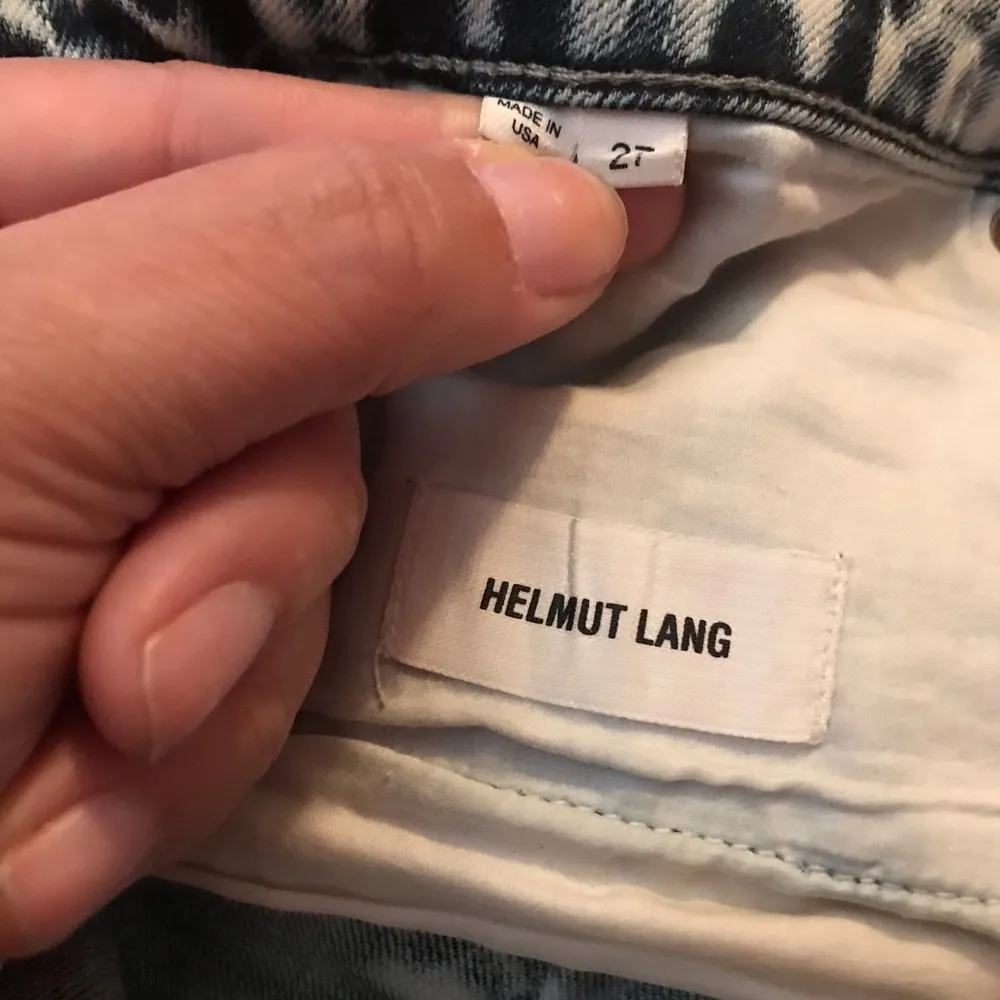 MADE IN
USA
27
HELMUT LANG